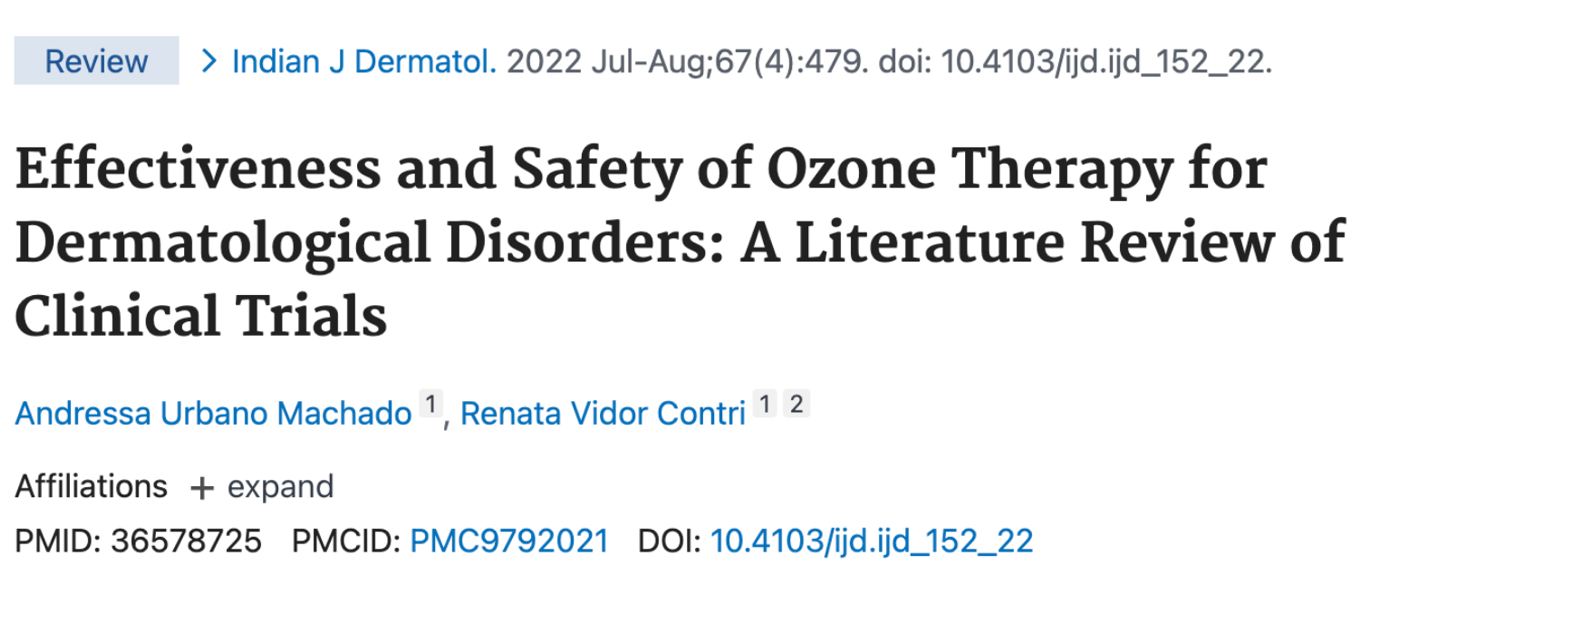 Review > Indian J Dermatol. 2022 Jul-Aug;67(4):479. doi: 10.4103/ijd.ijd_152_22.
Effectiveness and Safety of Ozone Therapy for
Dermatological Disorders: A Literature Review of
Clinical Trials
Andressa Urbano Machado 1, Renata Vidor Contri 1 2
Affiliations + expand
PMID: 36578725 PMCID: PMC9792021 DOI: 10.4103/ijd.ijd_152_22